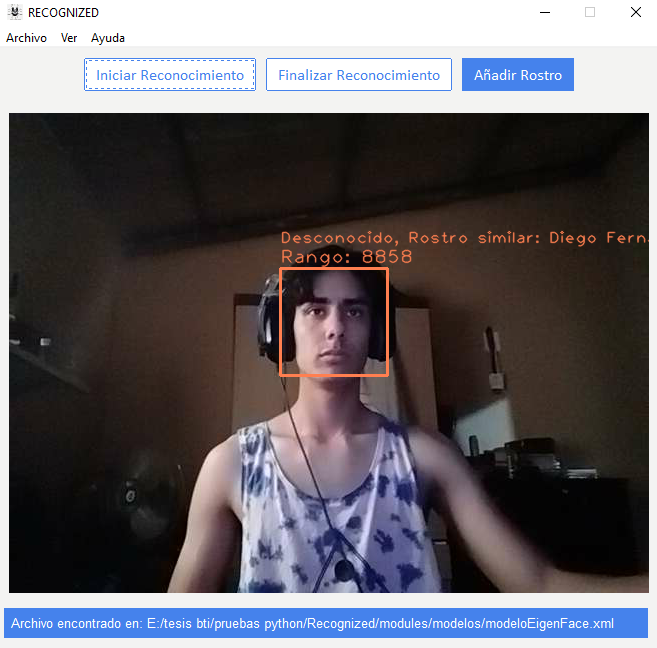 RECOGNIZED
Archivo Ver Ayuda
Iniciar Reconocimiento Finalizar Reconocimiento Añadir Rostro
Desconocido, Rostro similar: Diego Fern
Rango: 8858
Archivo encontrado en: E:/tesis bti/pruebas python/Recognized/modules/modelos/modeloEigenFace.xml